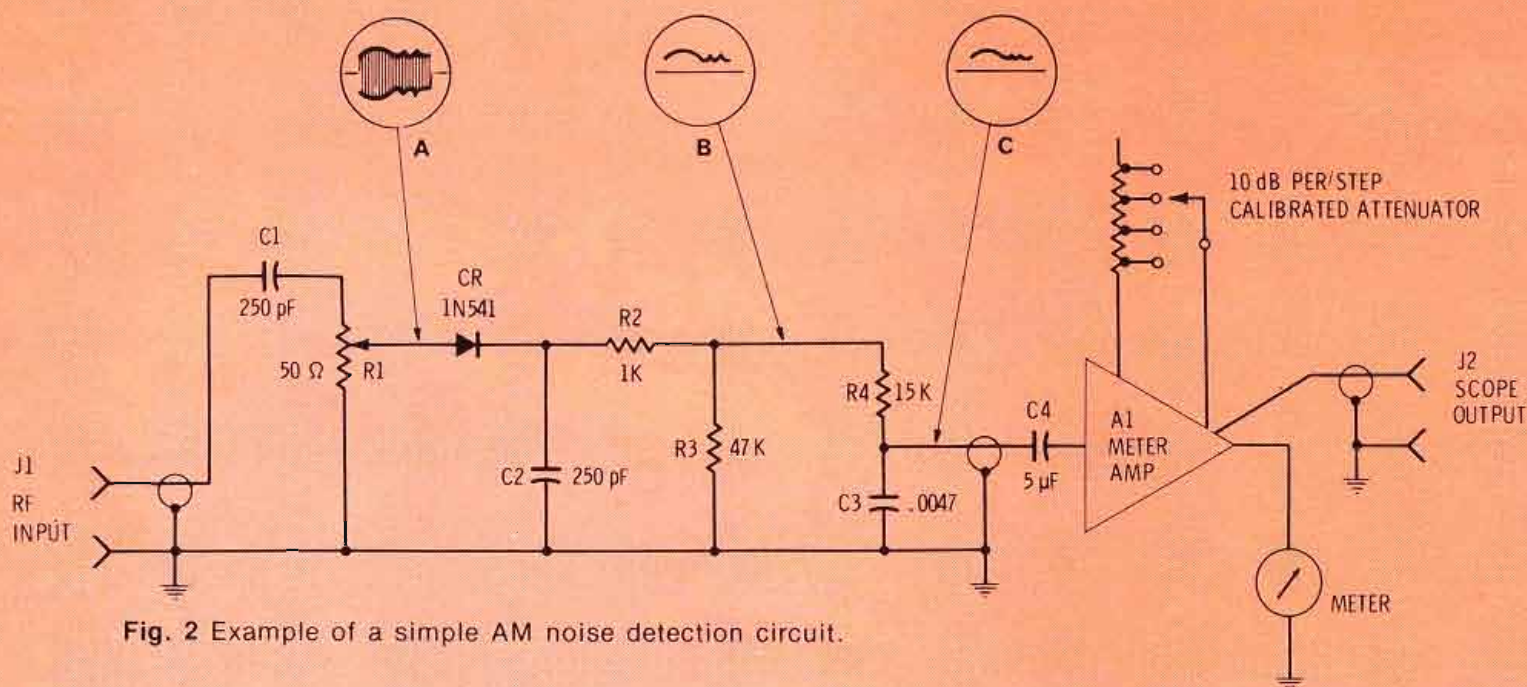 A
B
C
10 dB PER/STEP
CALIBRATED ATTENUATOR
C1
250 pF
CR
1N541
R2
1K
50 Ω
R1
R4
15K
C4
5 µF
A1
METER
AMP
J2
SCOPE
OUTPUT
J1
RF
INPUT
C2
250 pF
R3
47K
C3
.0047
METER
Fig. 2 Example of a simple AM noise detection circuit.